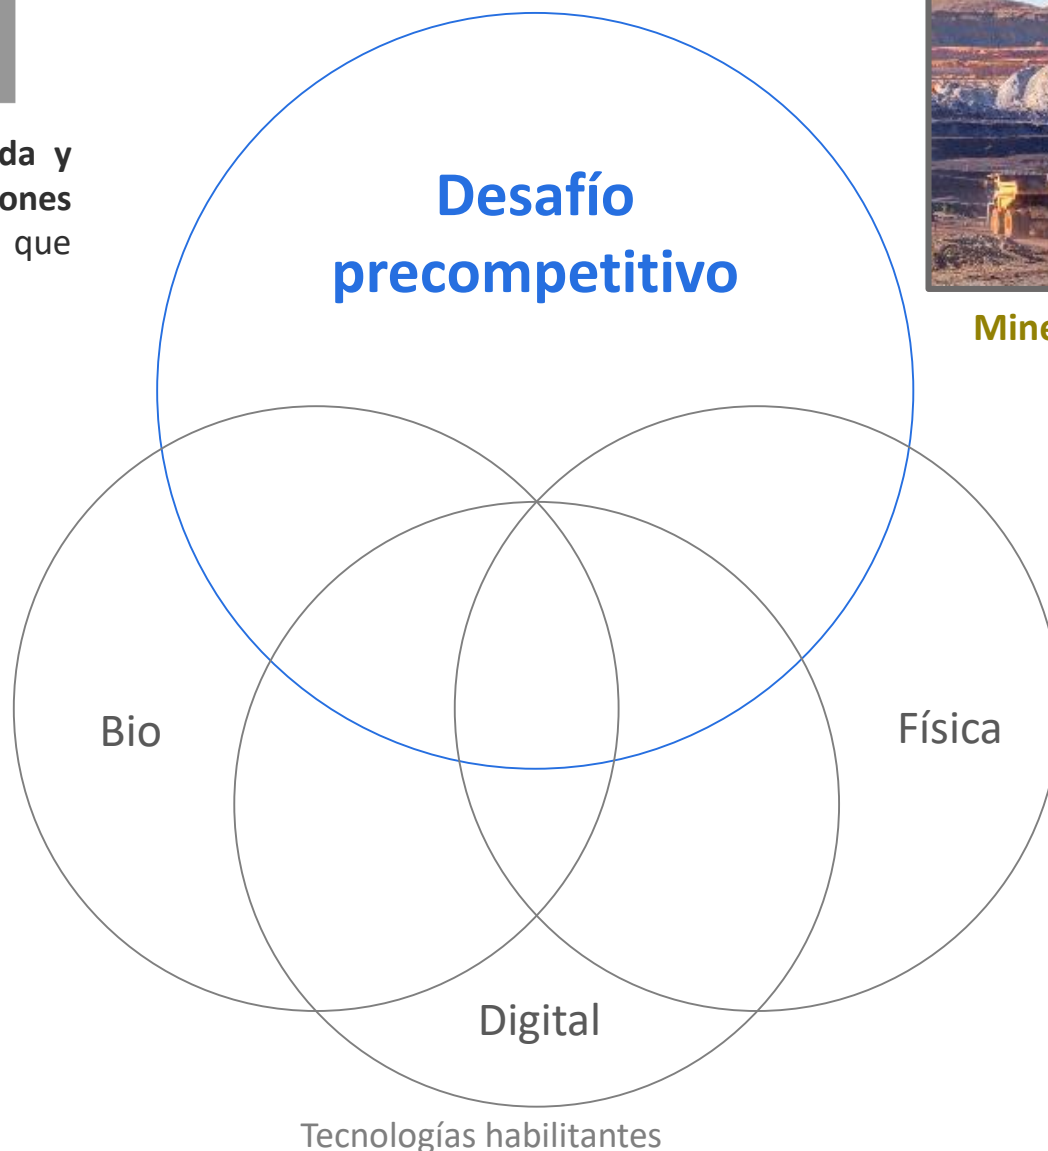 da y
ones
que
Desafío
precompetitivo
Mine
Bio
Física
Digital
Tecnologías habilitantes